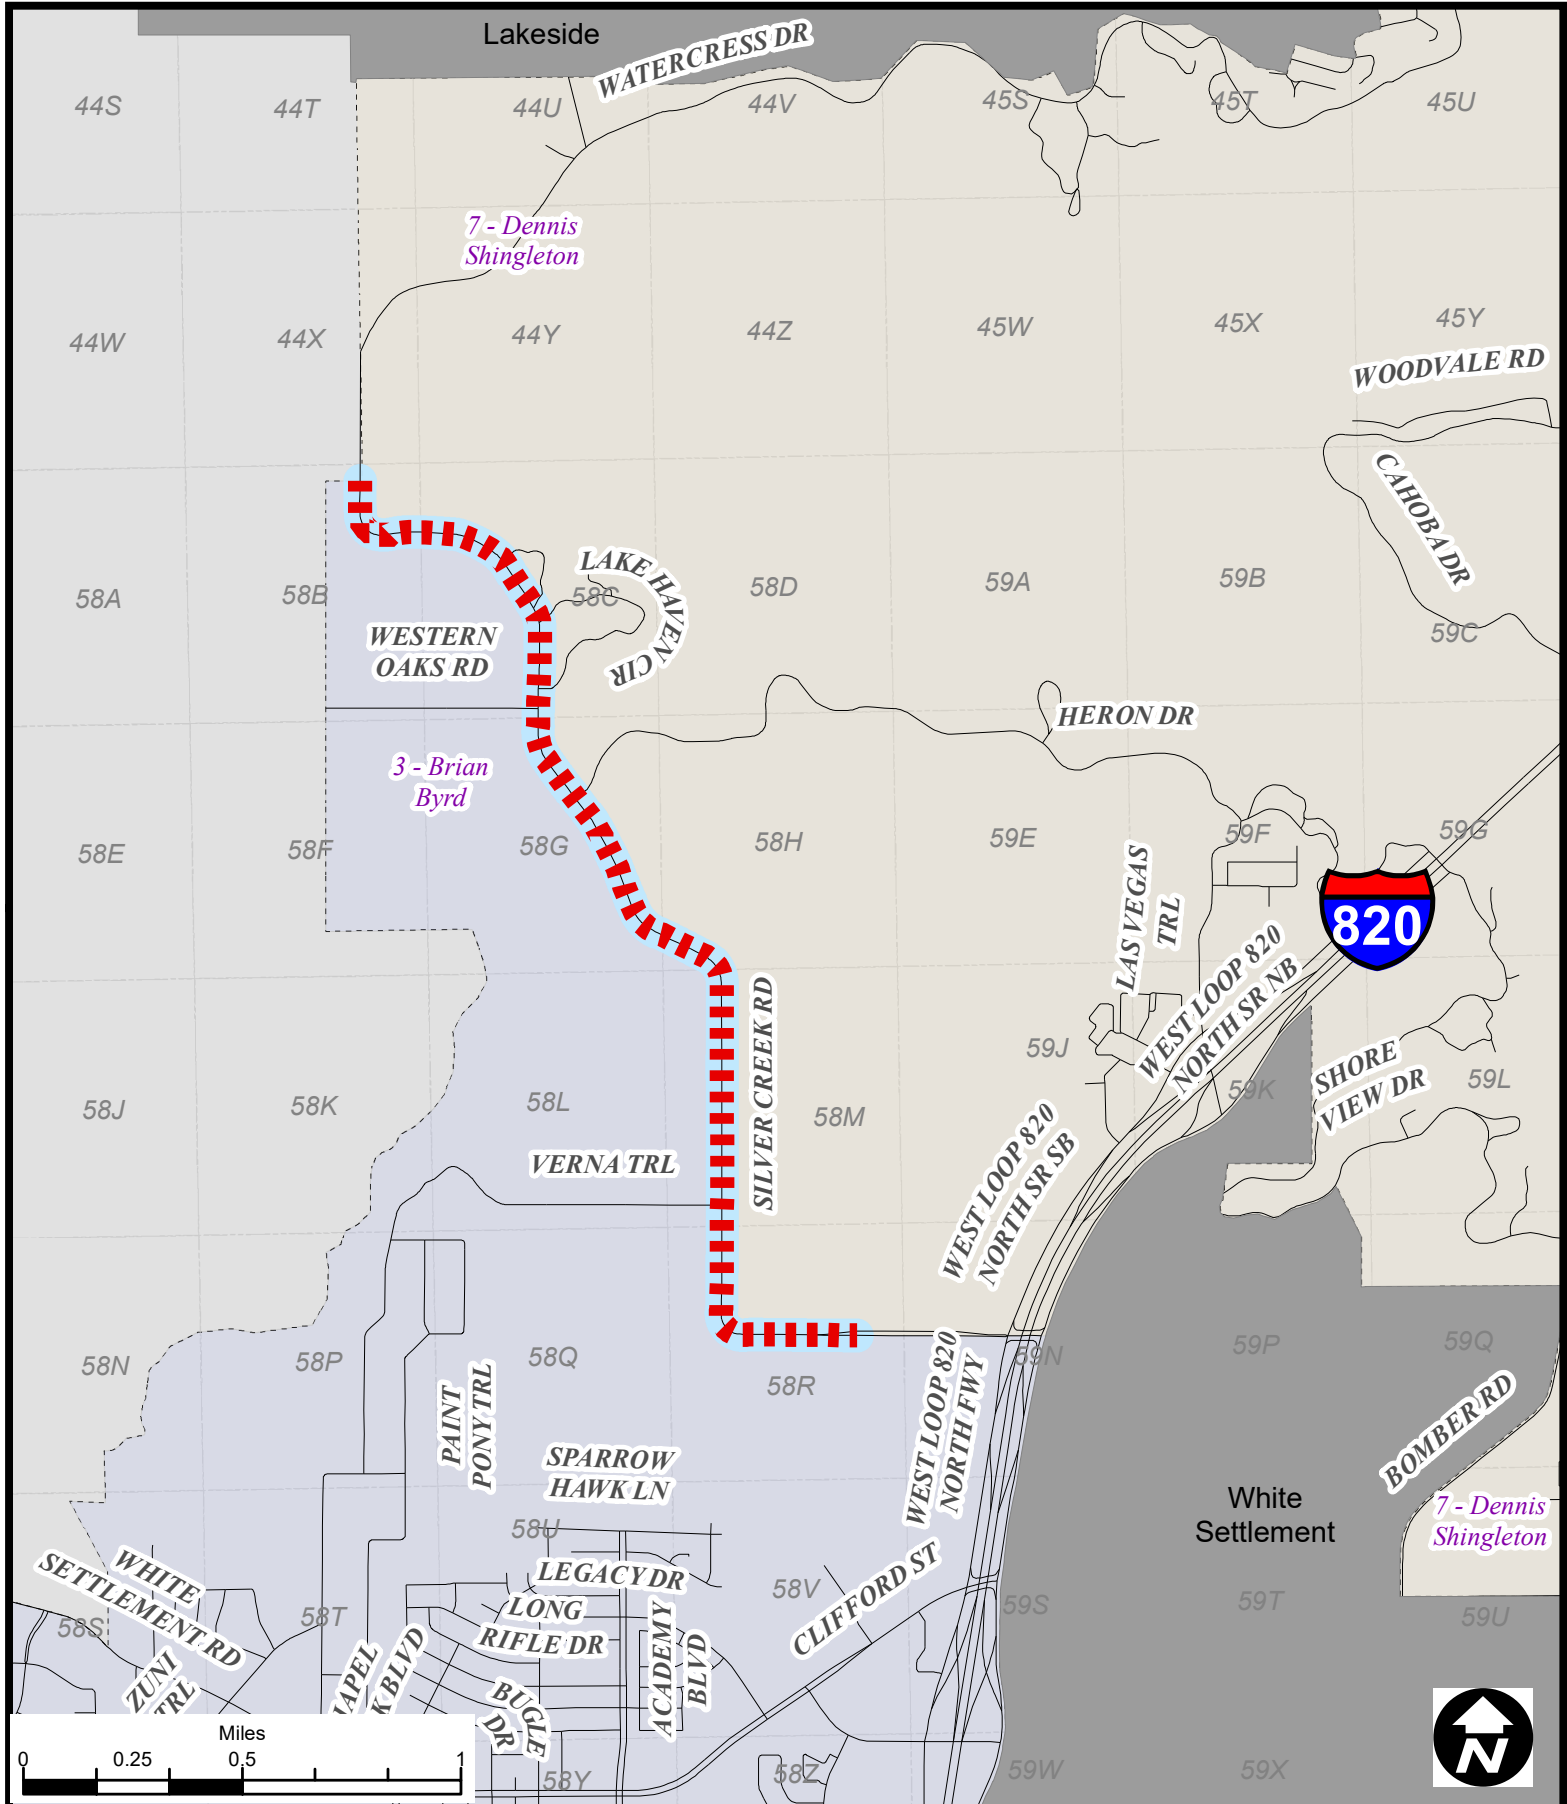 Lakeside
WATERCRESS DR
44S
44T
44U
44V
45S
45T
45U
7 - Dennis
Shingleton
44W
44X
44Y
44Z
45W
45X
45Y
WOODVALE RD
CAHOBA DR
58A
58B
58C
LAKE HAVEN CIR
58D
59A
59B
59C
WESTERN
OAKS RD
HERON DR
3 - Brian
Byrd
58E
58F
58G
58H
59E
59F
59G
LAS VEGAS
TRL
820
WEST LOOP 820
NORTH SR NB
SILVER CREEK RD
58J
58K
58L
58M
59J
59K
59L
SHORE
VIEW DR
VERNA TRL
WEST LOOP 820
NORTH SR SB
58N
58P
58Q
58R
59N
59P
59Q
PAINT
PONY TRL
WEST LOOP 820
NORTH FWY
BOMBER RD
SPARROW
HAWK LN
White
Settlement
7 - Dennis
Shingleton
58U
WHITE
SETTLEMENT RD
LEGACY DR
58V
CLIFFORD ST
58S
58T
LONG
RIFLE DR
ACADEMY
BLVD
59S
59T
59U
ZUNI
TRL
HAPEL
K BLVD
BUGLE
DR
58Y
58Z
59W
59X
Miles
0 0.25 0.5 1
N